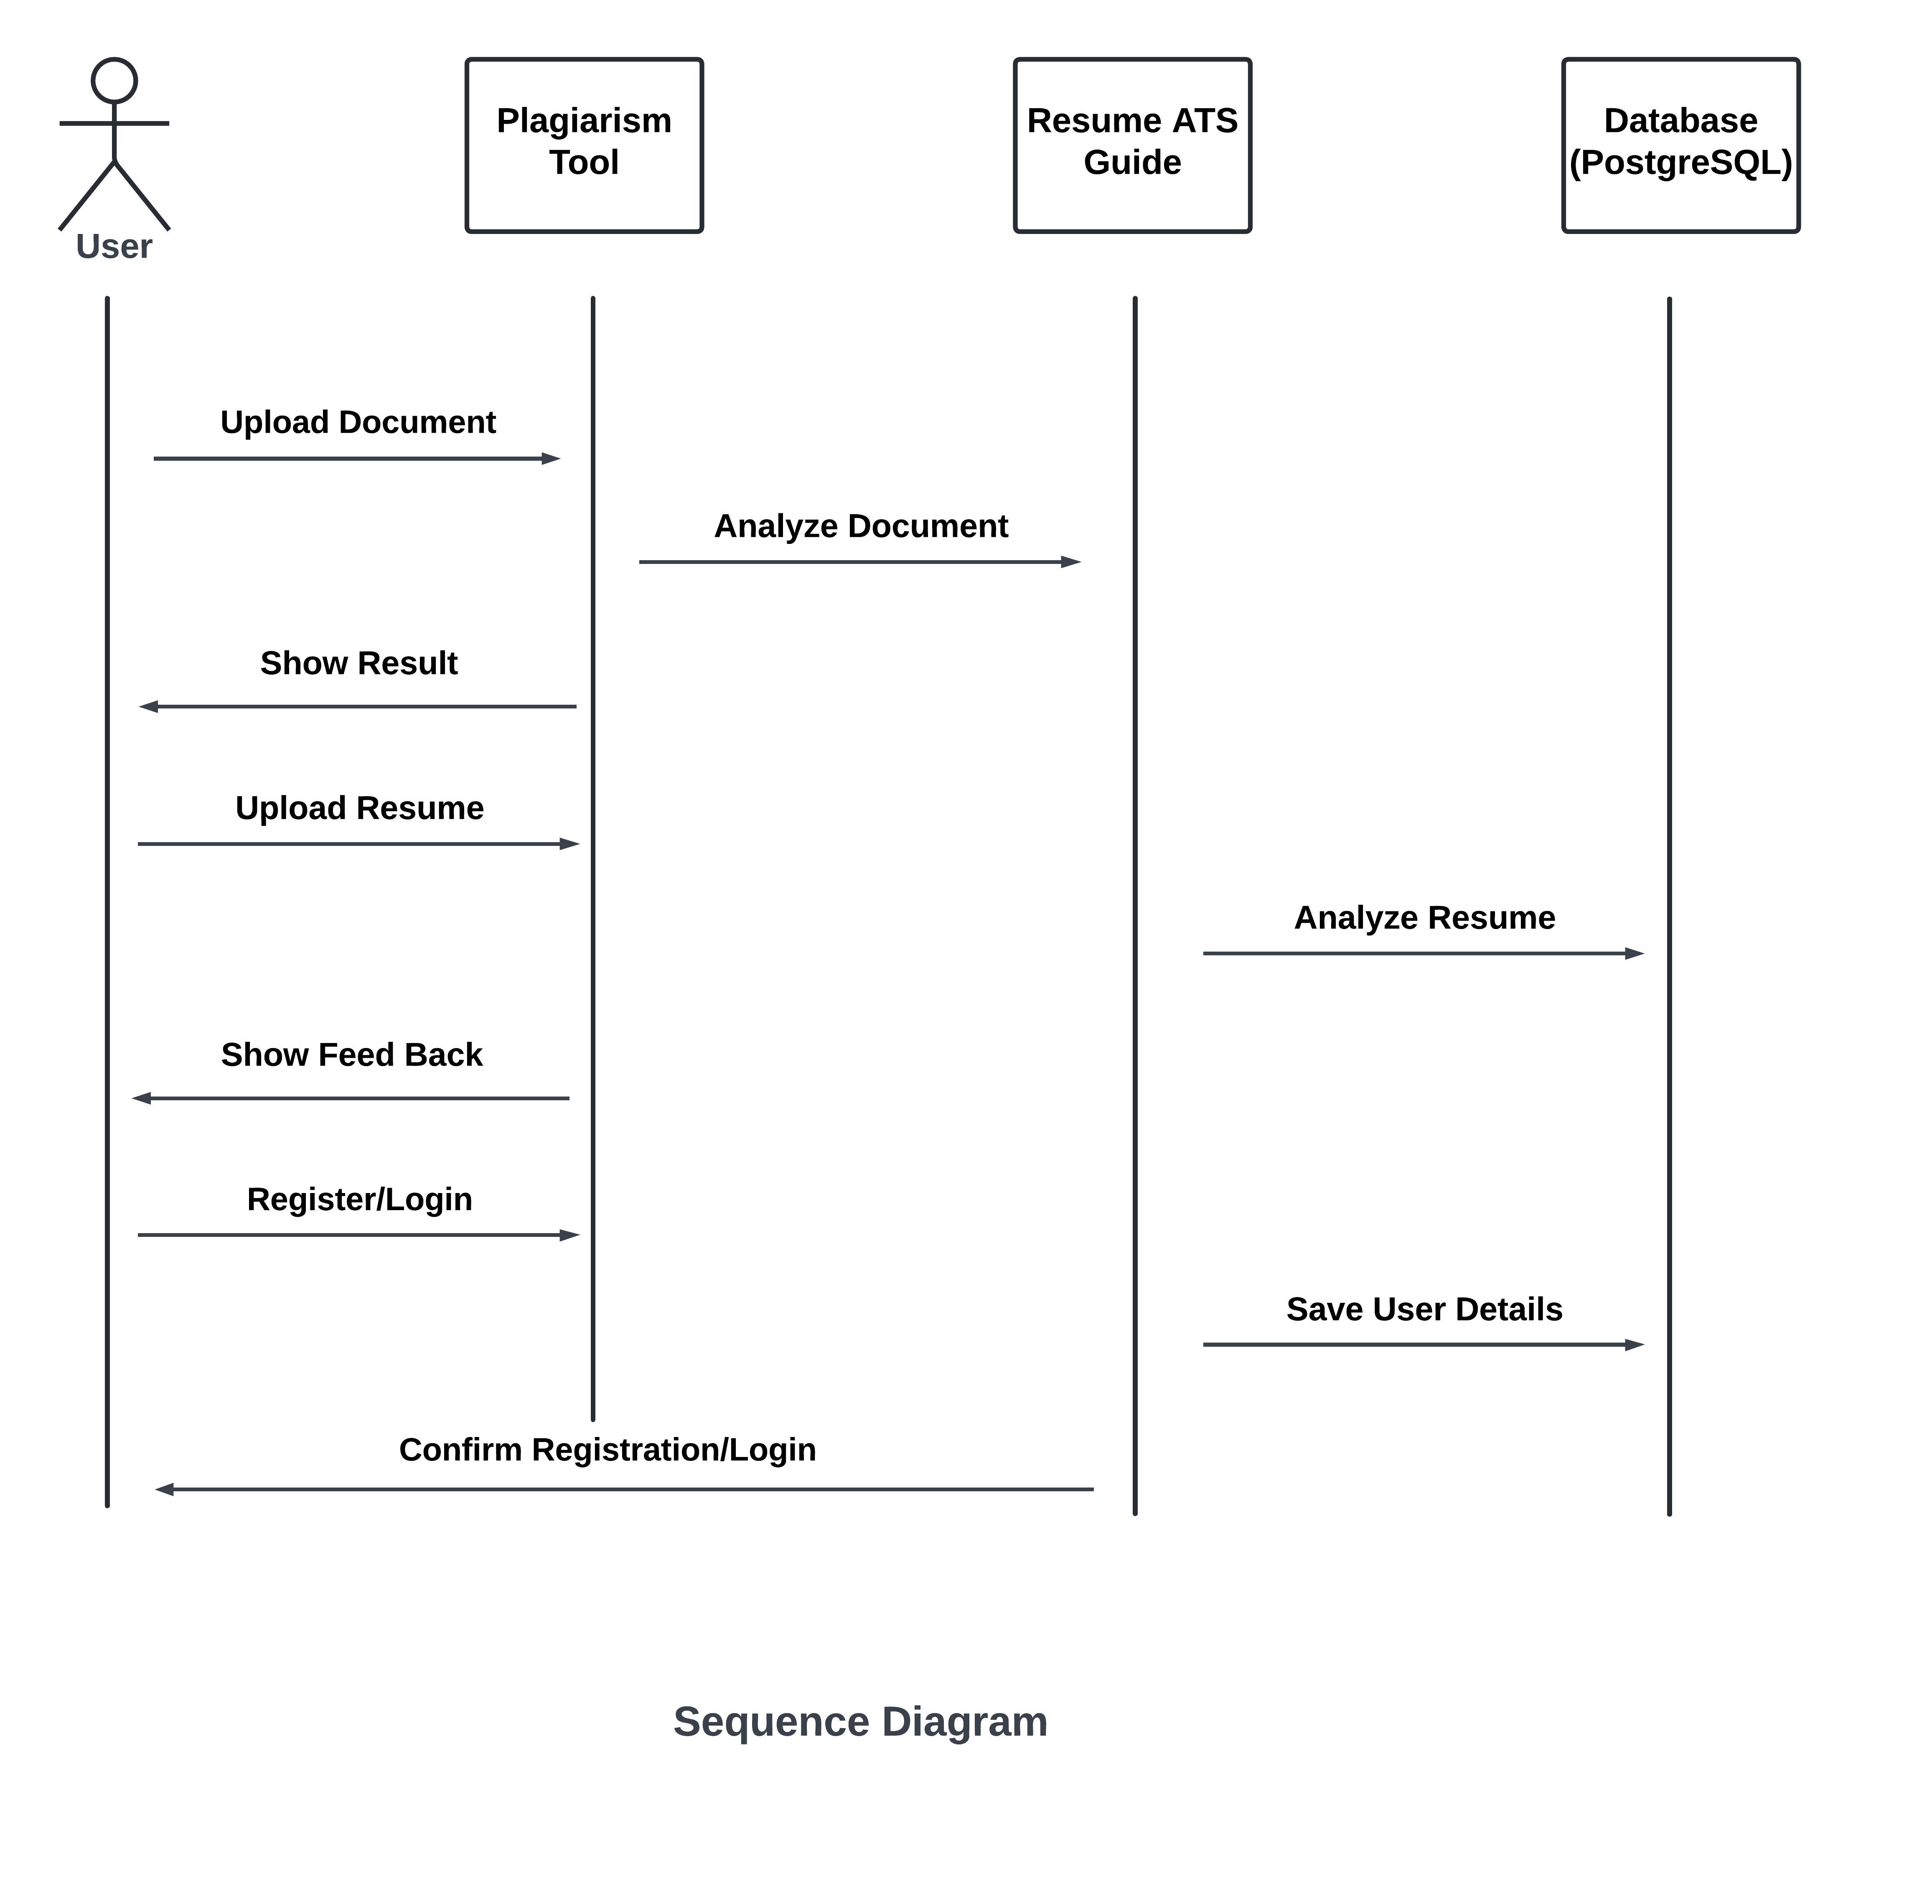 Plagiarism
Tool
Resume ATS
Guide
Database
(PostgreSQL)
User
Upload Document
Analyze Document
Show Result
Upload Resume
Analyze Resume
Show Feed Back
Register/Login
Save User Details
Confirm Registration/Login
Sequence Diagram